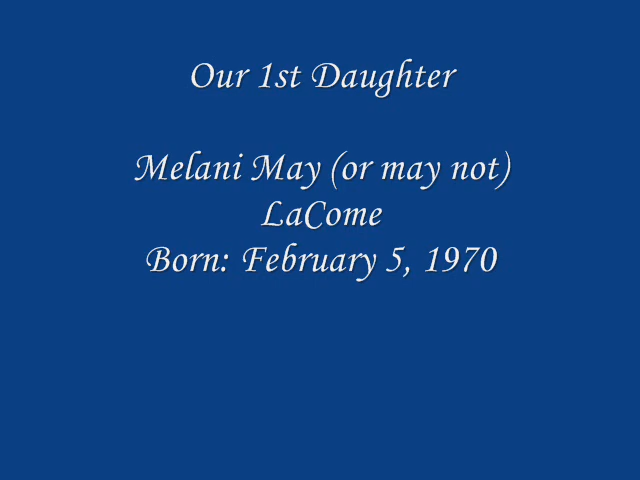 Our 1st Daughter
Melani May (or may not)
LaCome
Born: February 5, 1970